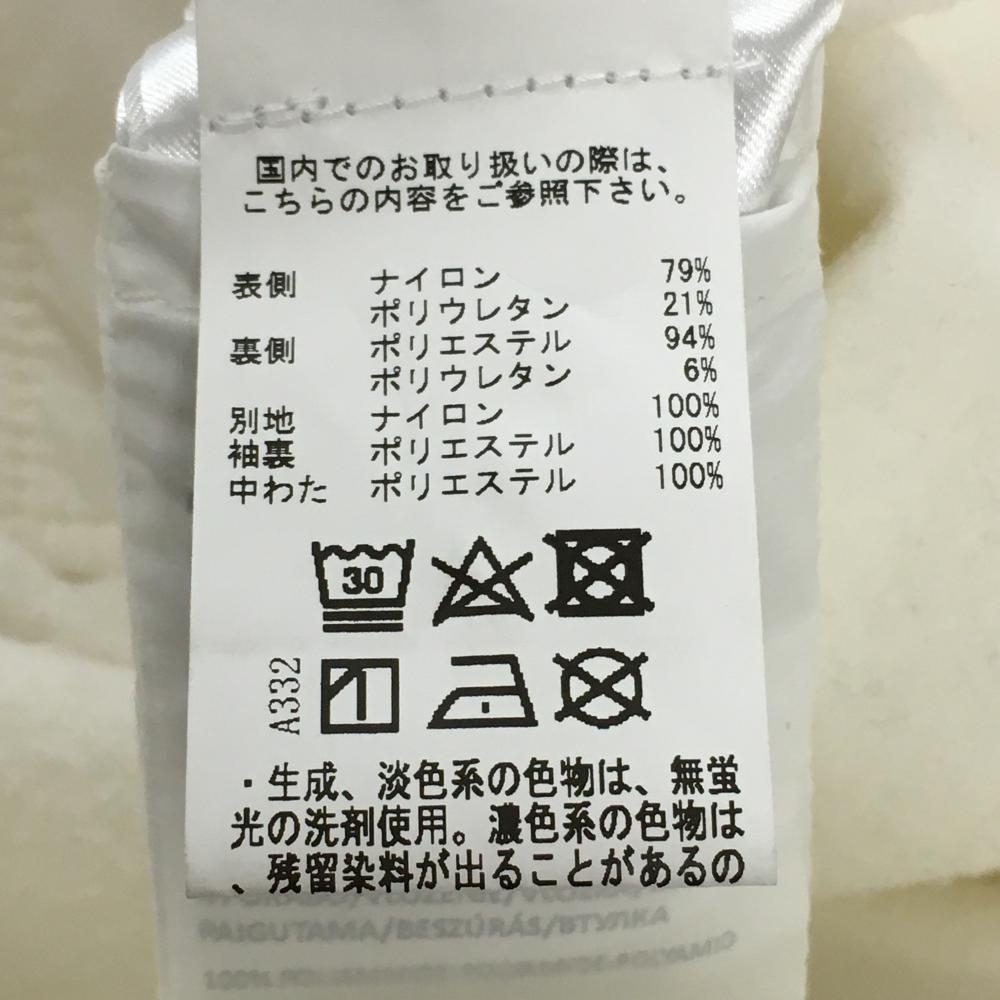 国内でのお取り扱いの際は、
こちらの内容をご参照下さい。
表側 ナイロン 79%
ポリウレタン 21%
裏側 ポリエステル 94%
ポリウレタン 6%
別地 ナイロン 100%
袖裏 ポリエステル 100%
中わた ポリエステル 100%
30
A332
・生成、淡色系の色物は、無蛍
光の洗剤使用。濃色系の色物は
、残留染料が出ることがあるの
PAIGUTAMA/BESZÚRÁS/ВТУЛКА